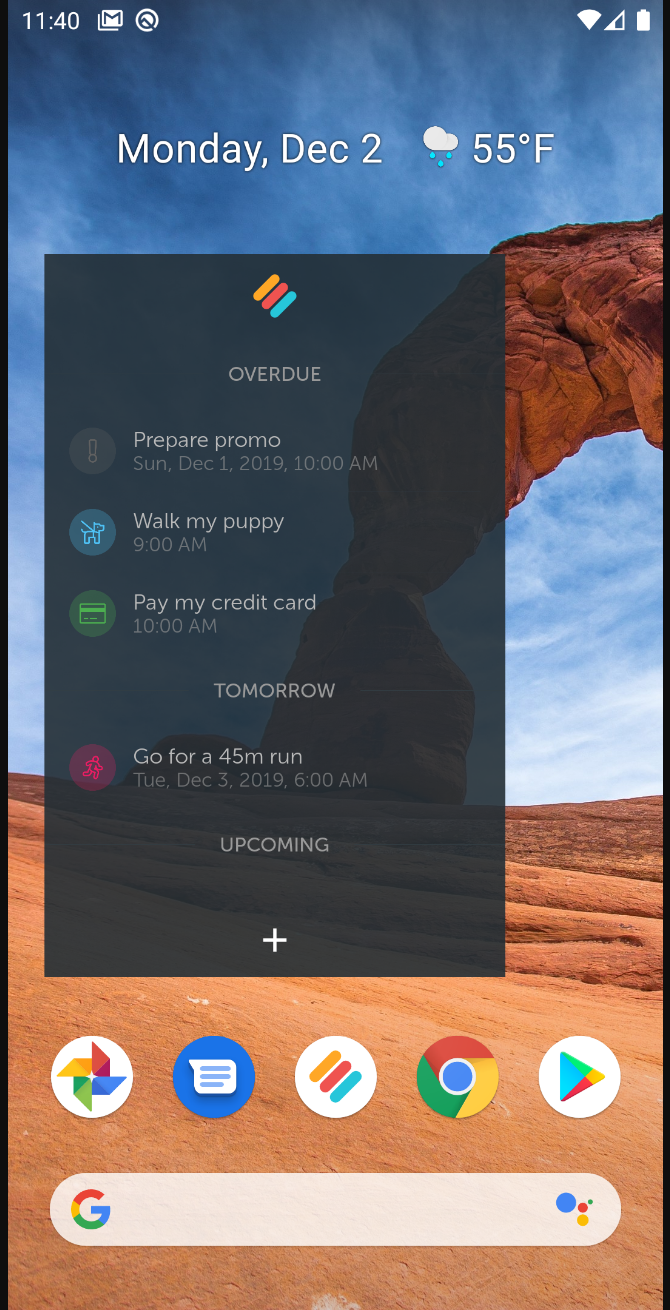 11:40
Monday, Dec 2 55°F
OVERDUE
Prepare promo
Sun, Dec 1, 2019, 10:00 AM
Walk my puppy
9:00 AM
Pay my credit card
10:00 AM
TOMORROW
Go for a 45m run
Tue, Dec 3, 2019, 6:00 AM
UPCOMING
+